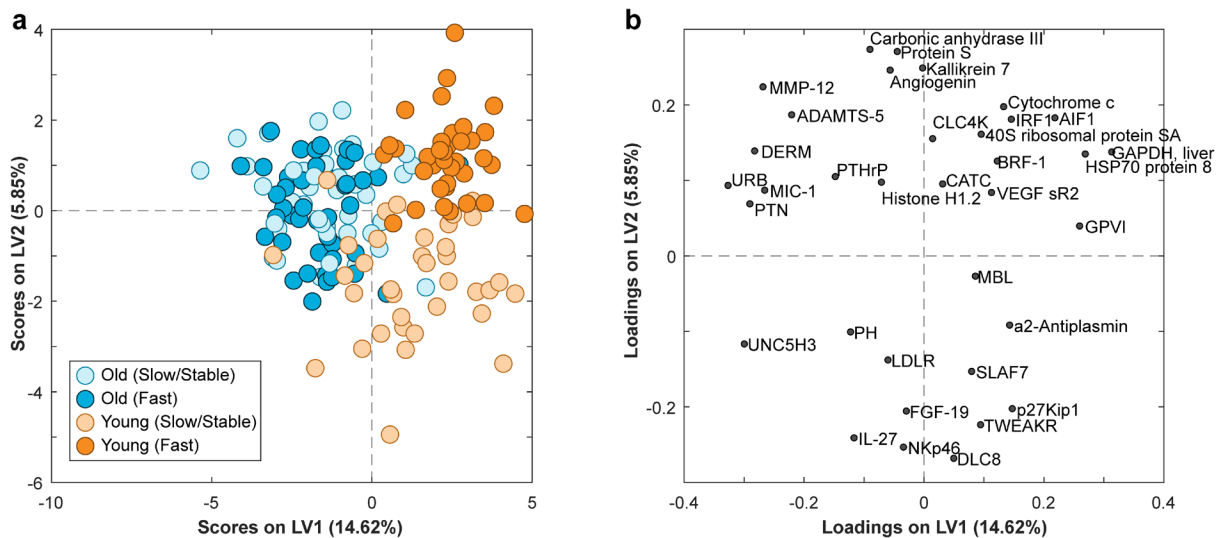 a
4
2
0
-2
-4
-6
-10
-5
0
5
Scores on LV2 (5.85%)
Scores on LV1 (14.62%)
Old (Slow/Stable)
Old (Fast)
Young (Slow/Stable)
Young (Fast)
b
0.2
0
-0.2
-0.4
-0.2
0
0.2
0.4
Loadings on LV2 (5.85%)
Loadings on LV1 (14.62%)
Carbonic anhydrase III
Protein S
Kallikrein 7
Angiogenin
MMP-12
ADAMTS-5
Cytochrome c
IRF1
AIF1
CLC4K
40S ribosomal protein SA
DERM
GAPDH, liver
HSP70 protein 8
BRF-1
PTHrP
URB
MIC-1
CATC
Histone H1.2
VEGF sR2
PTN
GPVI
MBL
a2-Antiplasmin
PH
UNC5H3
LDLR
SLAF7
FGF-19
p27Kip1
TWEAKR
IL-27
NKp46
DLC8